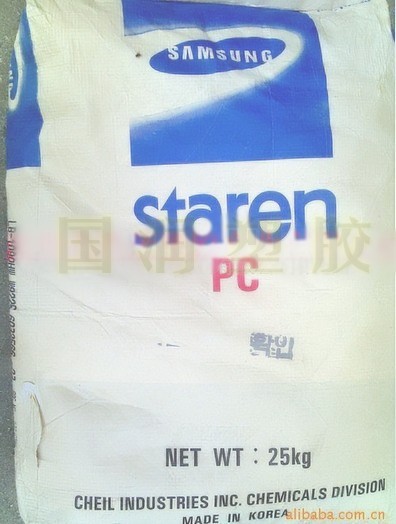 SAMSUNG
staren
国润塑胶
PC
확인
NET WT : 25kg
CHEIL INDUSTRIES INC. CHEMICALS DIVISION
MADE IN KOREA
alibaba.com.cn